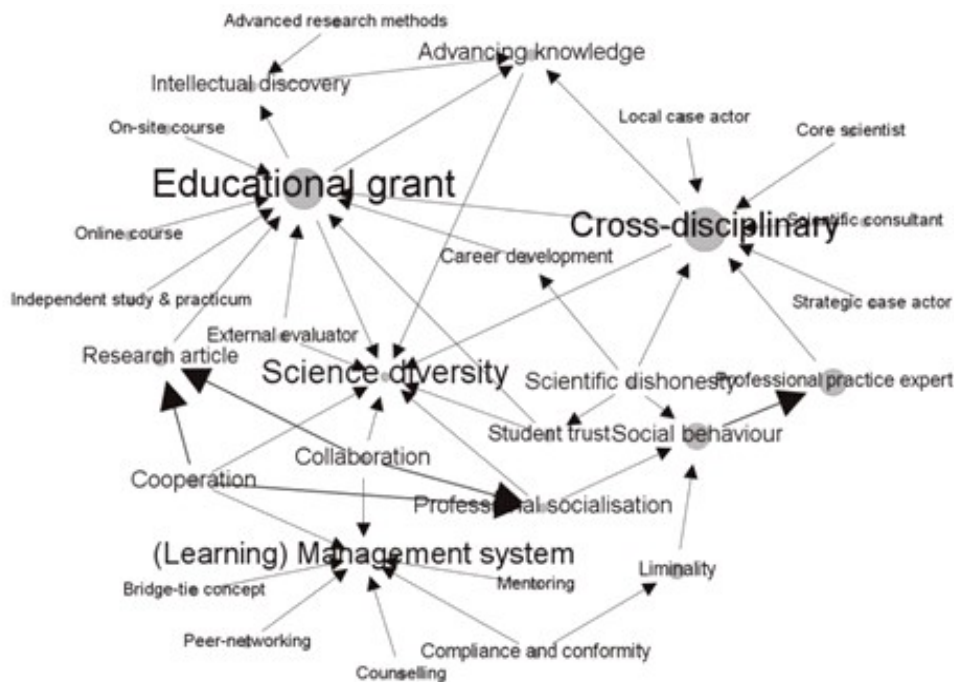 Advanced research methods
Advancing knowledge
Intellectual discovery
Local case actor
On-site course
Core scientist
Educational grant
Cross-disciplinary
Scientific consultant
Online course
Career development
Independent study & practicum
Strategic case actor
External evaluator
Research article
Science diversity
Scientific dishonesty
Professional practice expert
Student trust
Social behaviour
Collaboration
Cooperation
Professional socialisation
(Learning) Management system
Liminality
Bridge-tie concept
Mentoring
Peer-networking
Compliance and conformity
Counselling